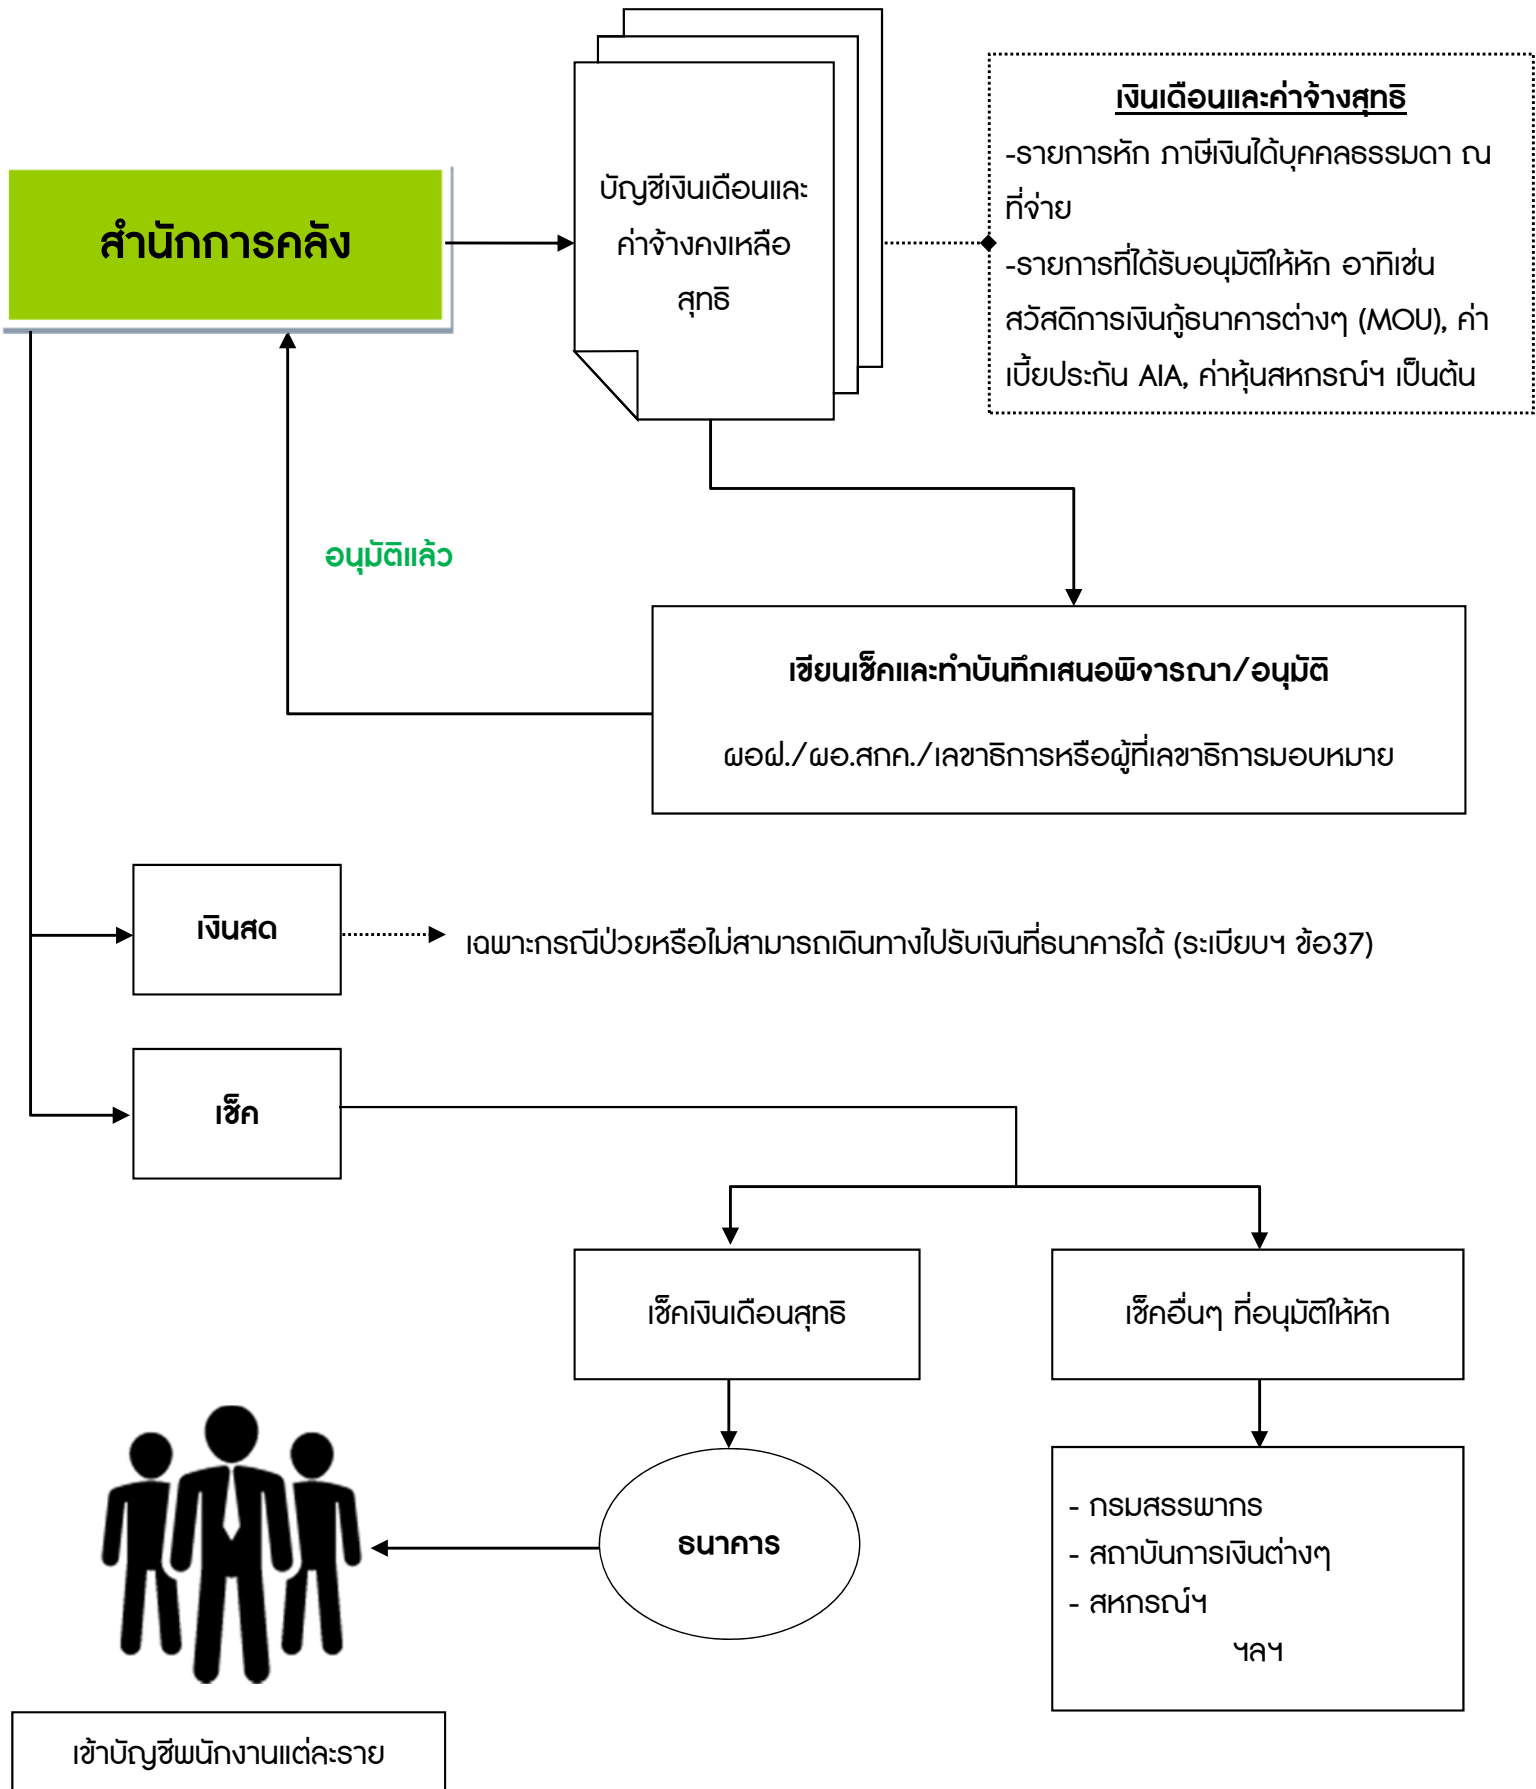 เงินเดือนและค่าจ้างสุทธิ
-รายการหัก ภาษีเงินได้บุคคลธรรมดา ณ
ที่จ่าย
-รายการที่ได้รับอนุมัติให้หัก อาทิเช่น
สวัสดิการเงินกู้ธนาคารต่างๆ (MOU), ค่า
เบี้ยประกัน AIA, ค่าหุ้นสหกรณ์ฯ เป็นต้น
สำนักการคลัง
บัญชีเงินเดือนและ
ค่าจ้างคงเหลือ
สุทธิ
อนุมัติแล้ว
เขียนเช็คและทำบันทึกเสนอพิจารณา/อนุมัติ
ผอฝ./ผอ.สกค./เลขาธิการหรือผู้ที่เลขาธิการมอบหมาย
เงินสด
เฉพาะกรณีป่วยหรือไม่สามารถเดินทางไปรับเงินที่ธนาคารได้ (ระเบียบฯ ข้อ37)
เช็ค
เช็คเงินเดือนสุทธิ
เช็คอื่นๆ ที่อนุมัติให้หัก
ธนาคาร
- กรมสรรพากร
- สถาบันการเงินต่างๆ
- สหกรณ์ฯ
ฯลฯ
เข้าบัญชีพนักงานแต่ละราย